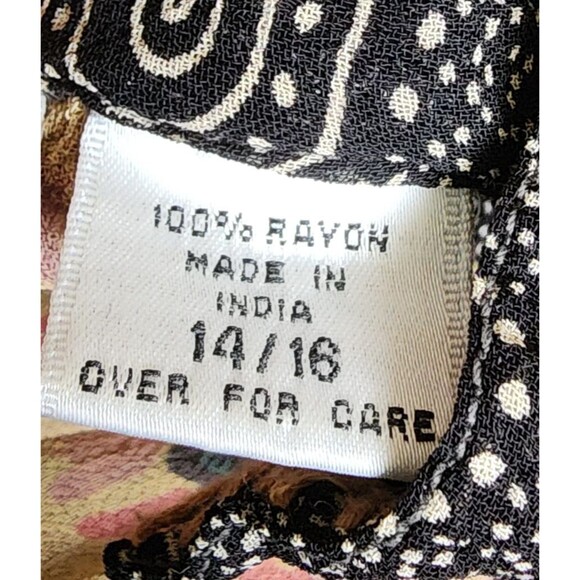 100% RAYON
MADE IN
INDIA
14/16
OVER FOR CARE